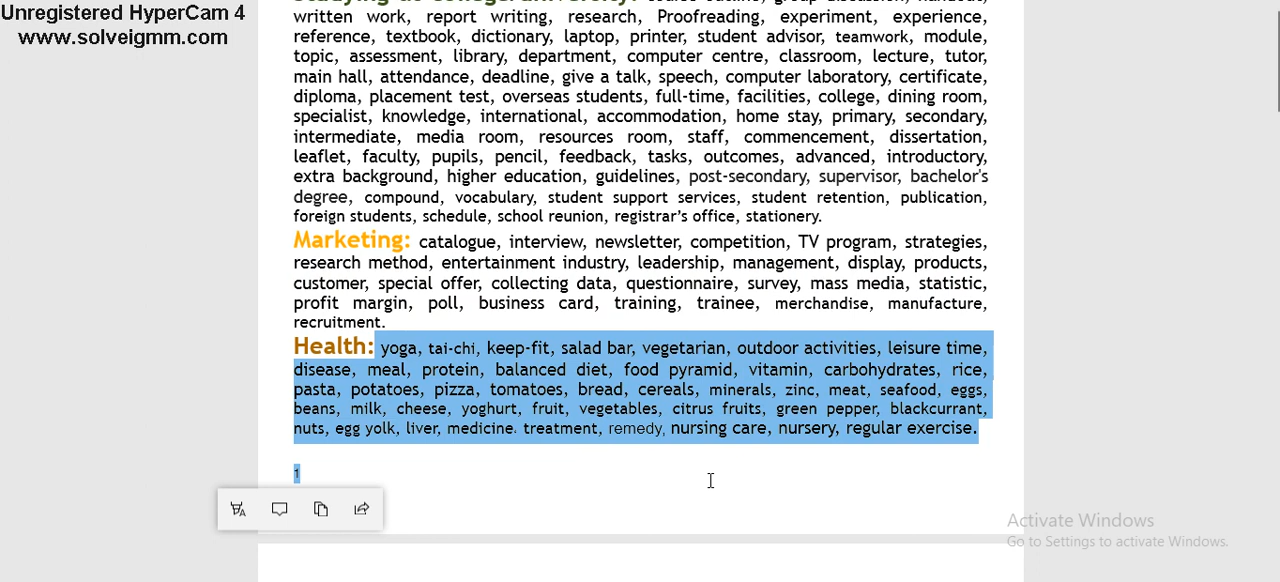 Unregistered HyperCam 4
www.solveigmm.com
Studying at college/university: course outline, group discussion, handout,
written work, report writing, research, Proofreading, experiment, experience,
reference, textbook, dictionary, laptop, printer, student advisor, teamwork, module,
topic, assessment, library, department, computer centre, classroom, lecture, tutor,
main hall, attendance, deadline, give a talk, speech, computer laboratory, certificate,
diploma, placement test, overseas students, full-time, facilities, college, dining room,
specialist, knowledge, international, accommodation, home stay, primary, secondary,
intermediate, media room, resources room, staff, commencement, dissertation,
leaflet, faculty, pupils, pencil, feedback, tasks, outcomes, advanced, introductory,
extra background, higher education, guidelines, post-secondary, supervisor, bachelor's
degree, compound, vocabulary, student support services, student retention, publication,
foreign students, schedule, school reunion, registrar’s office, stationery.
Marketing: catalogue, interview, newsletter, competition, TV program, strategies,
research method, entertainment industry, leadership, management, display, products,
customer, special offer, collecting data, questionnaire, survey, mass media, statistic,
profit margin, poll, business card, training, trainee, merchandise, manufacture,
recruitment.
Health: yoga, tai-chi, keep-fit, salad bar, vegetarian, outdoor activities, leisure time,
disease, meal, protein, balanced diet, food pyramid, vitamin, carbohydrates, rice,
pasta, potatoes, pizza, tomatoes, bread, cereals, minerals, zinc, meat, seafood, eggs,
beans, milk, cheese, yoghurt, fruit, vegetables, citrus fruits, green pepper, blackcurrant,
nuts, egg yolk, liver, medicine. treatment, remedy, nursing care, nursery, regular exercise.
1
Activate Windows
Go to Settings to activate Windows.